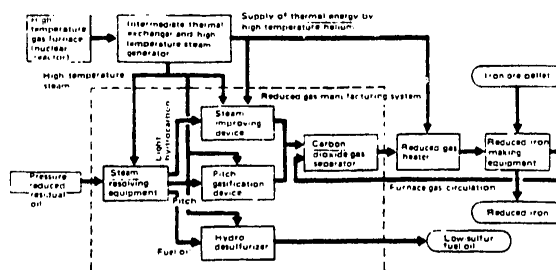 High
temperature
gas furnace
(nuclear
reactor)
Intermediate thermal
exchanger and high
temperature steam
generator
Supply of thermal energy by
high temperature helium
High temperature
steam
Reduced gas manufacturing system
Iron ore pellet
Light
hydrocarbon
Steam
improving
device
Carbon
dioxide gas
separator
Reduced gas
heater
Reduced iron
making
equipment
Pressure
reduced
residual
oil
Steam
resolving
equipment
Pitch
gasification
device
Pitch
Furnace gas circulation
Reduced iron
Fuel oil
Hydro
desulfurizer
Low sulfur
fuel oil